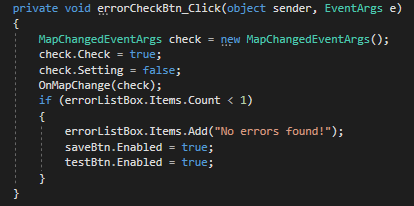 private void errorCheckBtn_Click(object sender, EventArgs e)
{
    MapChangedEventArgs check = new MapChangedEventArgs();
    check.Check = true;
    check.Setting = false;
    OnMapChange(check);
    if (errorListBox.Items.Count < 1)
    {
        errorListBox.Items.Add("No errors found!");
        saveBtn.Enabled = true;
        testBtn.Enabled = true;
    }
}